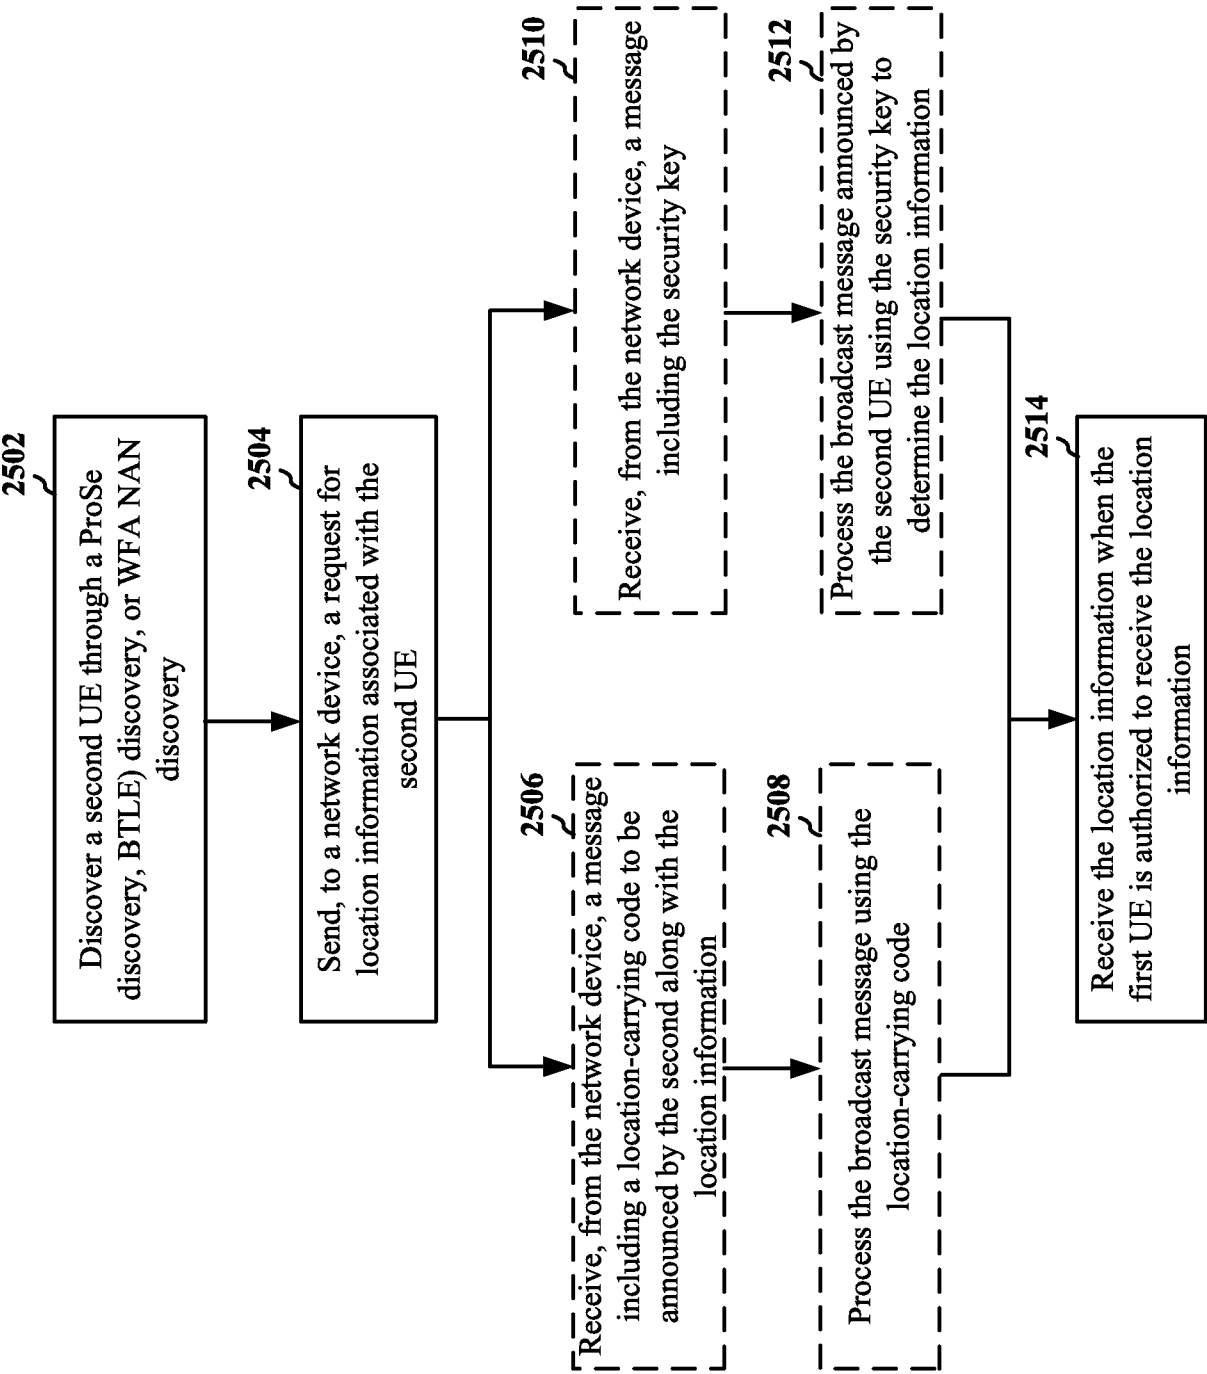 2502
Discover a second UE through a ProSe
discovery, BTLE) discovery, or WFA NAN
discovery
2504
Send, to a network device, a request for
location information associated with the
second UE
2506
Receive, from the network device, a message
including a location-carrying code to be
announced by the second along with the
location information
2508
Process the broadcast message using the
location-carrying code
2510
Receive, from the network device, a message
including the security key
2512
Process the broadcast message announced by
the second UE using the security key to
determine the location information
2514
Receive the location information when the
first UE is authorized to receive the location
information